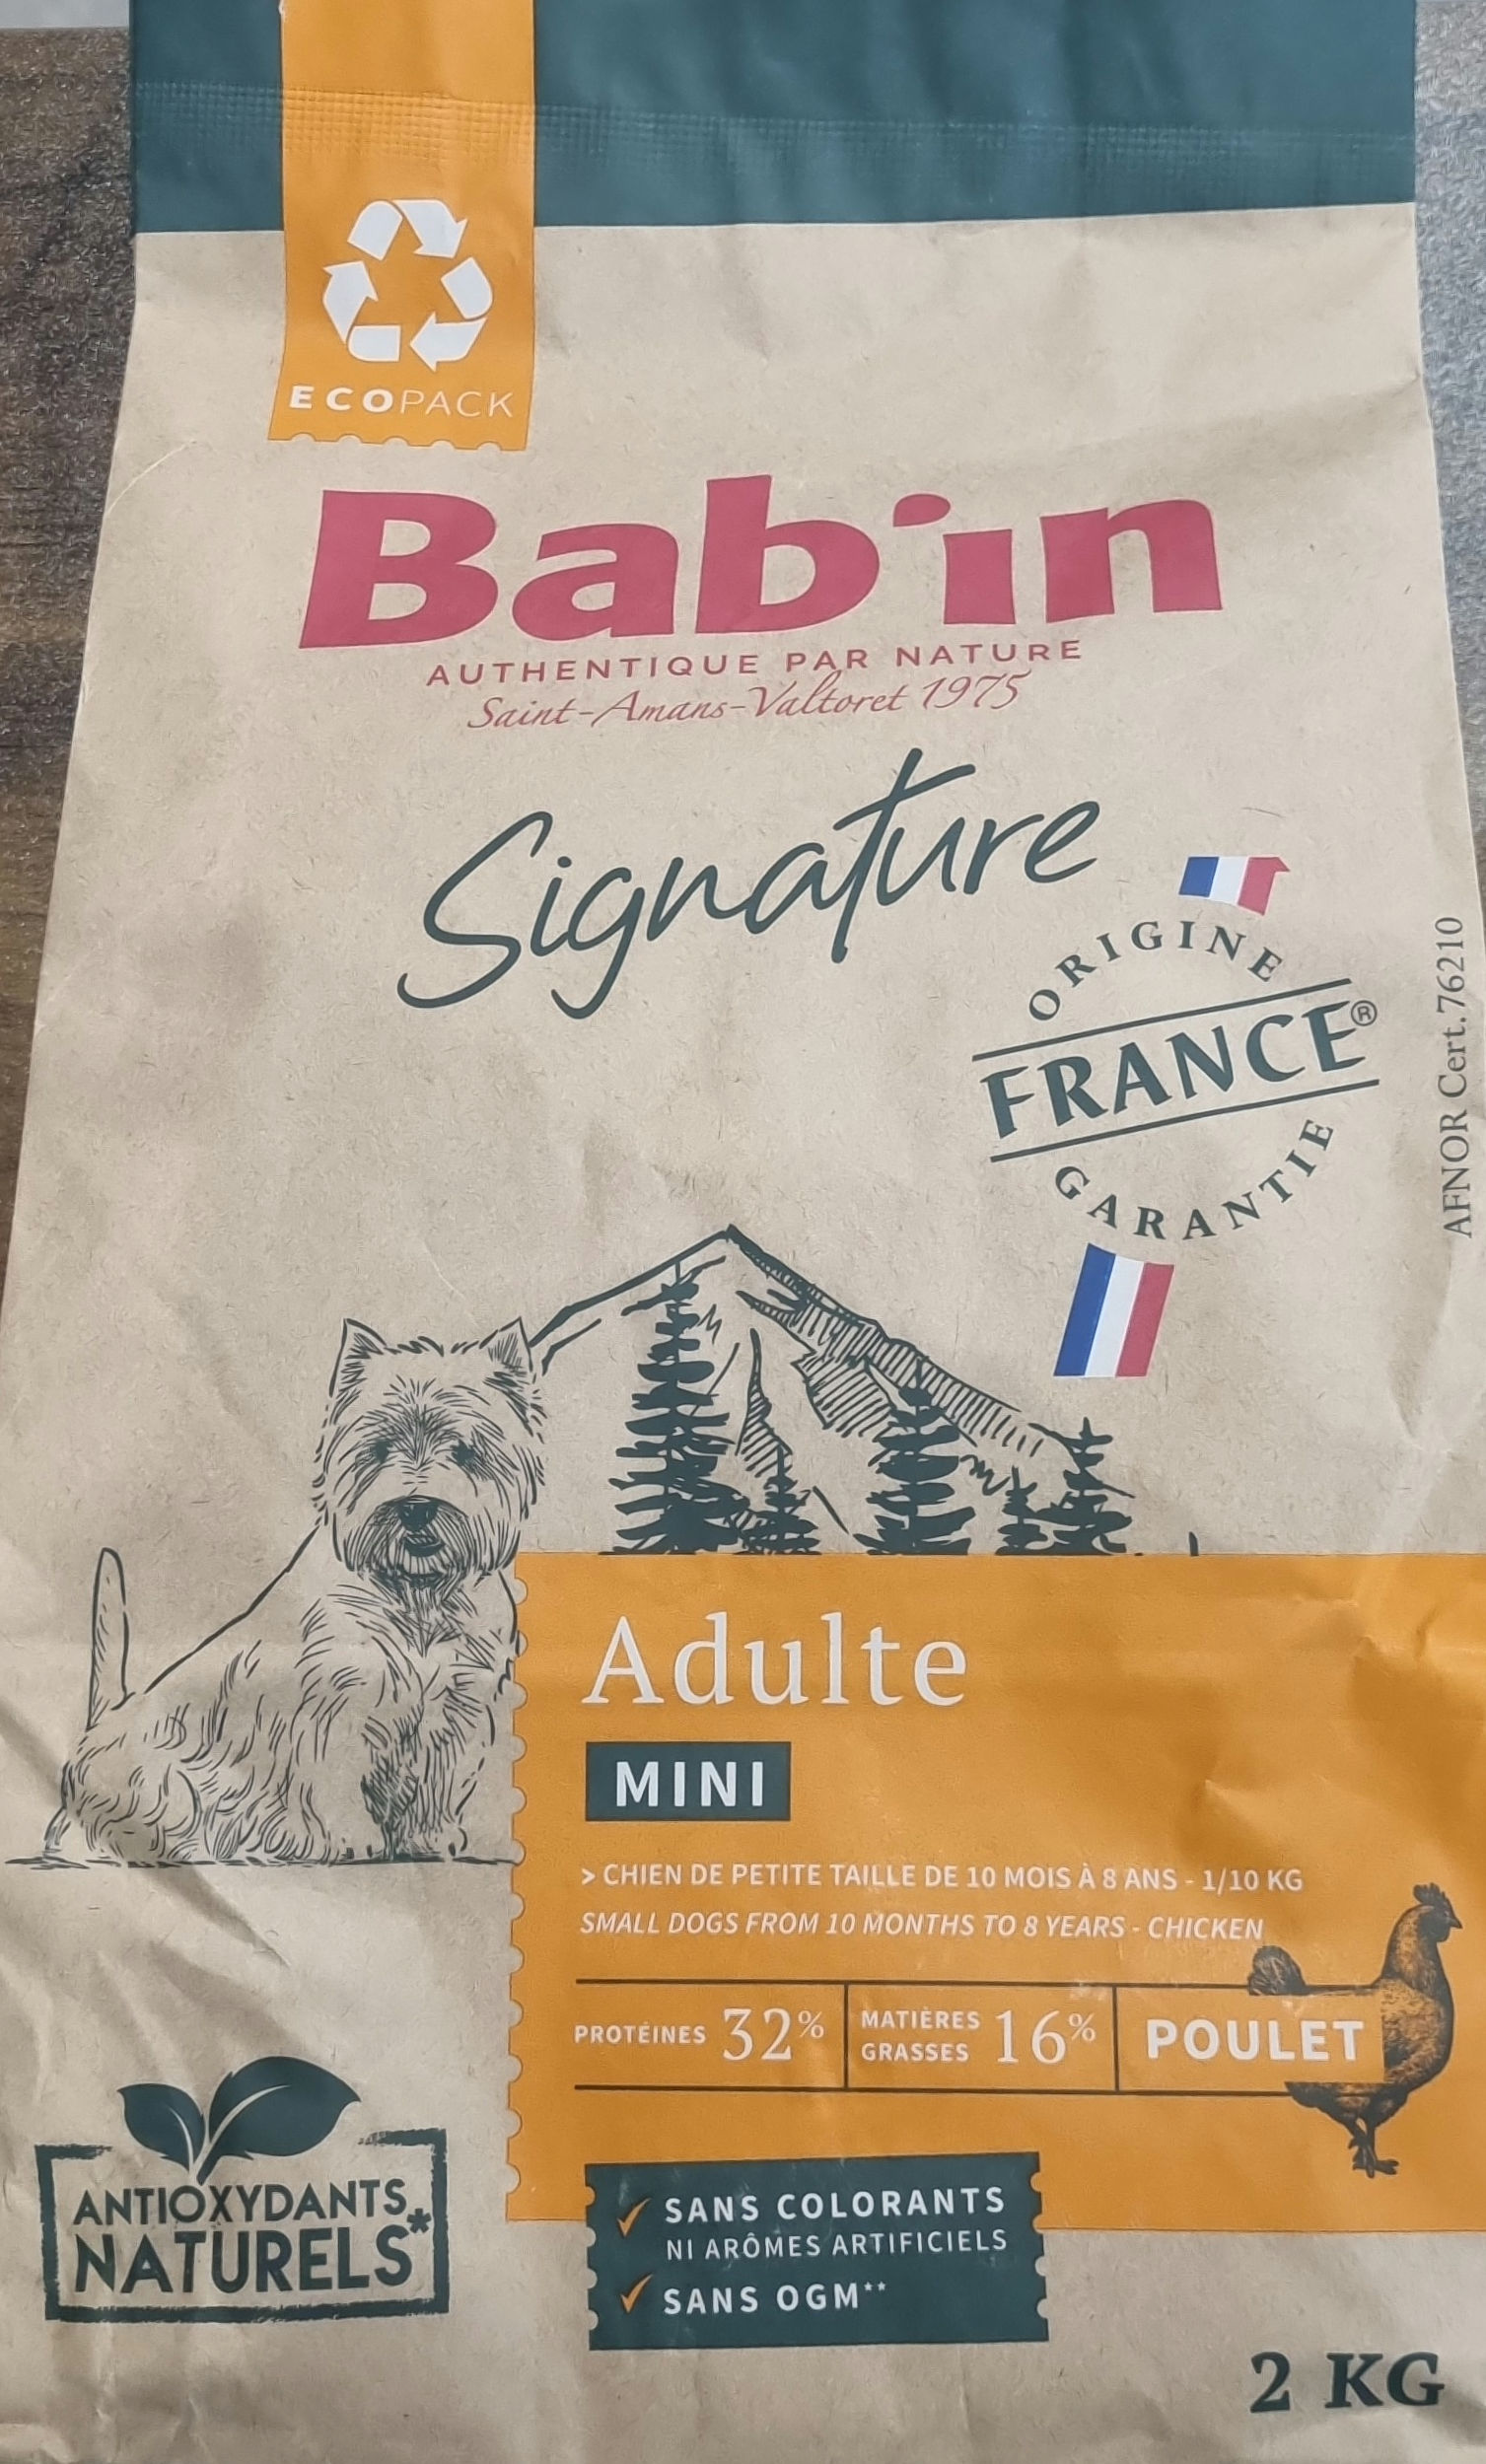 ECOPACK
Bab'in
AUTHENTIQUE PAR NATURE
Saint-Amans-Valtoret 1975
Signature
ORIGINE
FRANCE®
GARANTIE
AFNOR Cert.76210
Adulte
MINI
> CHIEN DE PETITE TAILLE DE 10 MOIS À 8 ANS - 1/10 KG
SMALL DOGS FROM 10 MONTHS TO 8 YEARS - CHICKEN
PROTÉINES 32%
MATIÈRES
GRASSES 16%
POULET
ANTIOXYDANTS
NATURELS*
SANS COLORANTS
NI ARÔMES ARTIFICIELS
SANS OGM**
2 KG